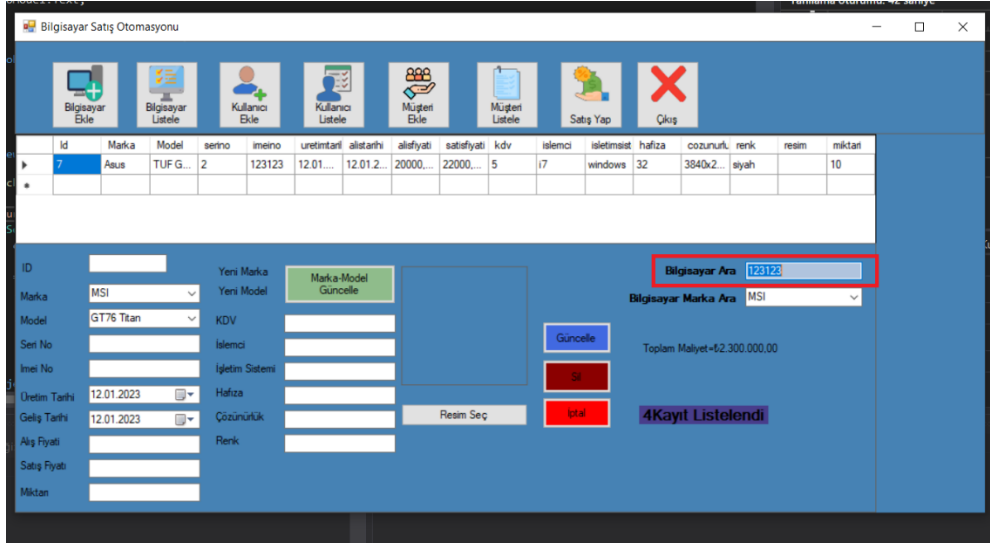 Bilgisayar Satış Otomasyonu
Bilgisayar Ekle
Bilgisayar Listele
Kullanıcı Ekle
Kullanıcı Listele
Müşteri Ekle
Müşteri Listele
Satış Yap
Çıkış
Id Marka Model serino imeino uretimtaril alistarihi alisfiyati satisfiyati kdv islemci isletimsist hafiza cozunurlu renk resim miktari
7 Asus TUF G... 2 123123 12.01.... 12.01.2... 20000,... 22000,... 5 i7 windows 32 3840x2... siyah 10
ID
Yeni Marka
Marka-Model Güncelle
Bilgisayar Ara 123123
Marka MSI
Yeni Model
Bilgisayar Marka Ara MSI
Model GT76 Titan
KDV
Seri No
İslemci
Güncelle
Toplam Maliyet=₺2.300.000,00
Imei No
İşletim Sistemi
Sil
Üretim Tarihi 12.01.2023
Hafıza
Geliş Tarihi 12.01.2023
Çözünürlük
Resim Seç
İptal
4Kayıt Listelendi
Alış Fiyati
Renk
Satış Fiyatı
Miktarı